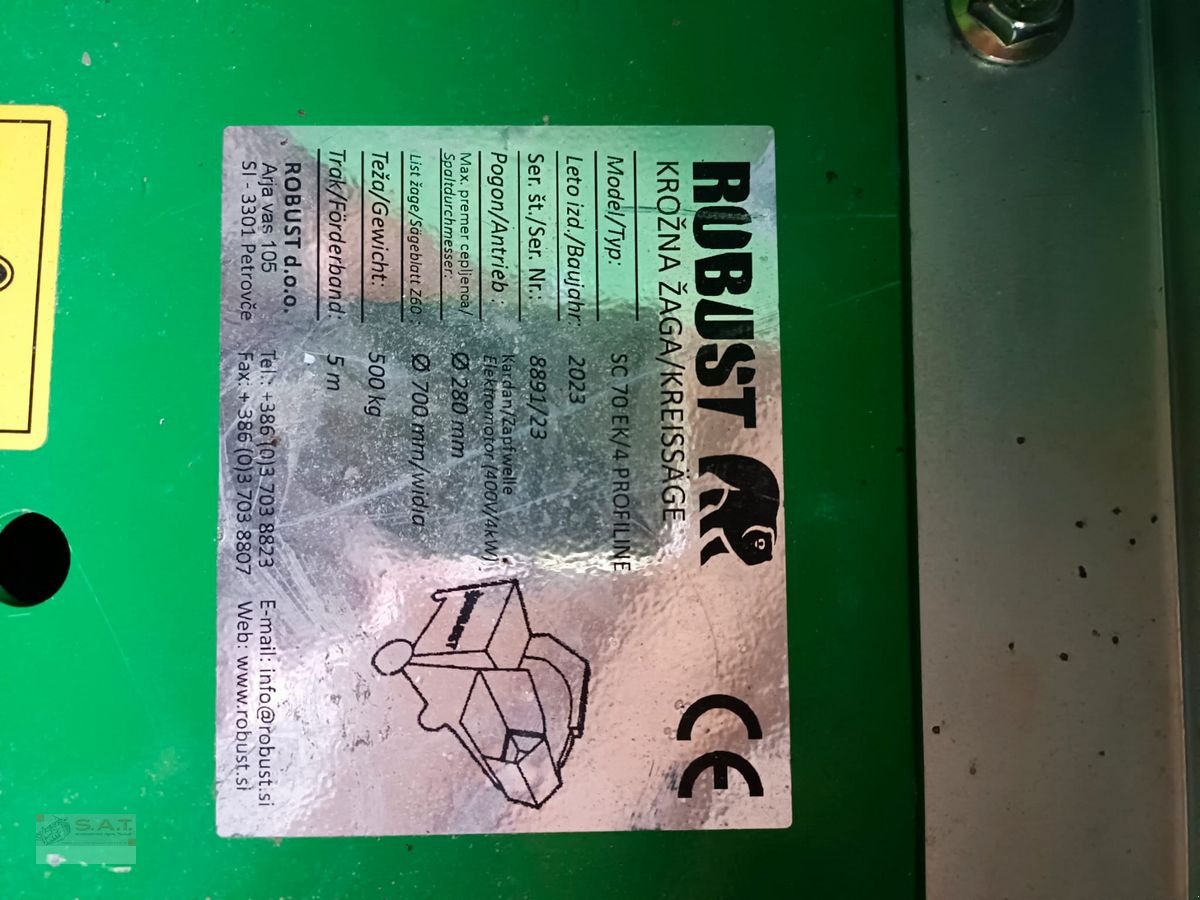 ROBUST
CE
KROŽNA ŽAGA/KREISSÄGE
Model/Typ: SC 70 EK/4 PROFILINE
Leto izd./Baujahr: 2023
Ser. št./Ser. Nr.: 8891/23
Pogon/Antrieb : Kardan/Zapfwelle
Elektromotor (400V/4kW)
Max. premer cepljenoa/
Spaltdurchmesser: Ø 280 mm
List žage/Sägeblatt Z60 : Ø 700 mm/widia
Teža/Gewicht: 500 kg
Trak/Förderband: 5 m
ROBUST d.o.o.
Arja vas 105 Tel.: +386 (0)3 703 8823 E-mail: info@robust.si
SI - 3301 Petrovče Fax: + 386 (0)3 703 8807 Web: www.robust.si
ROBUST
S.A.T.